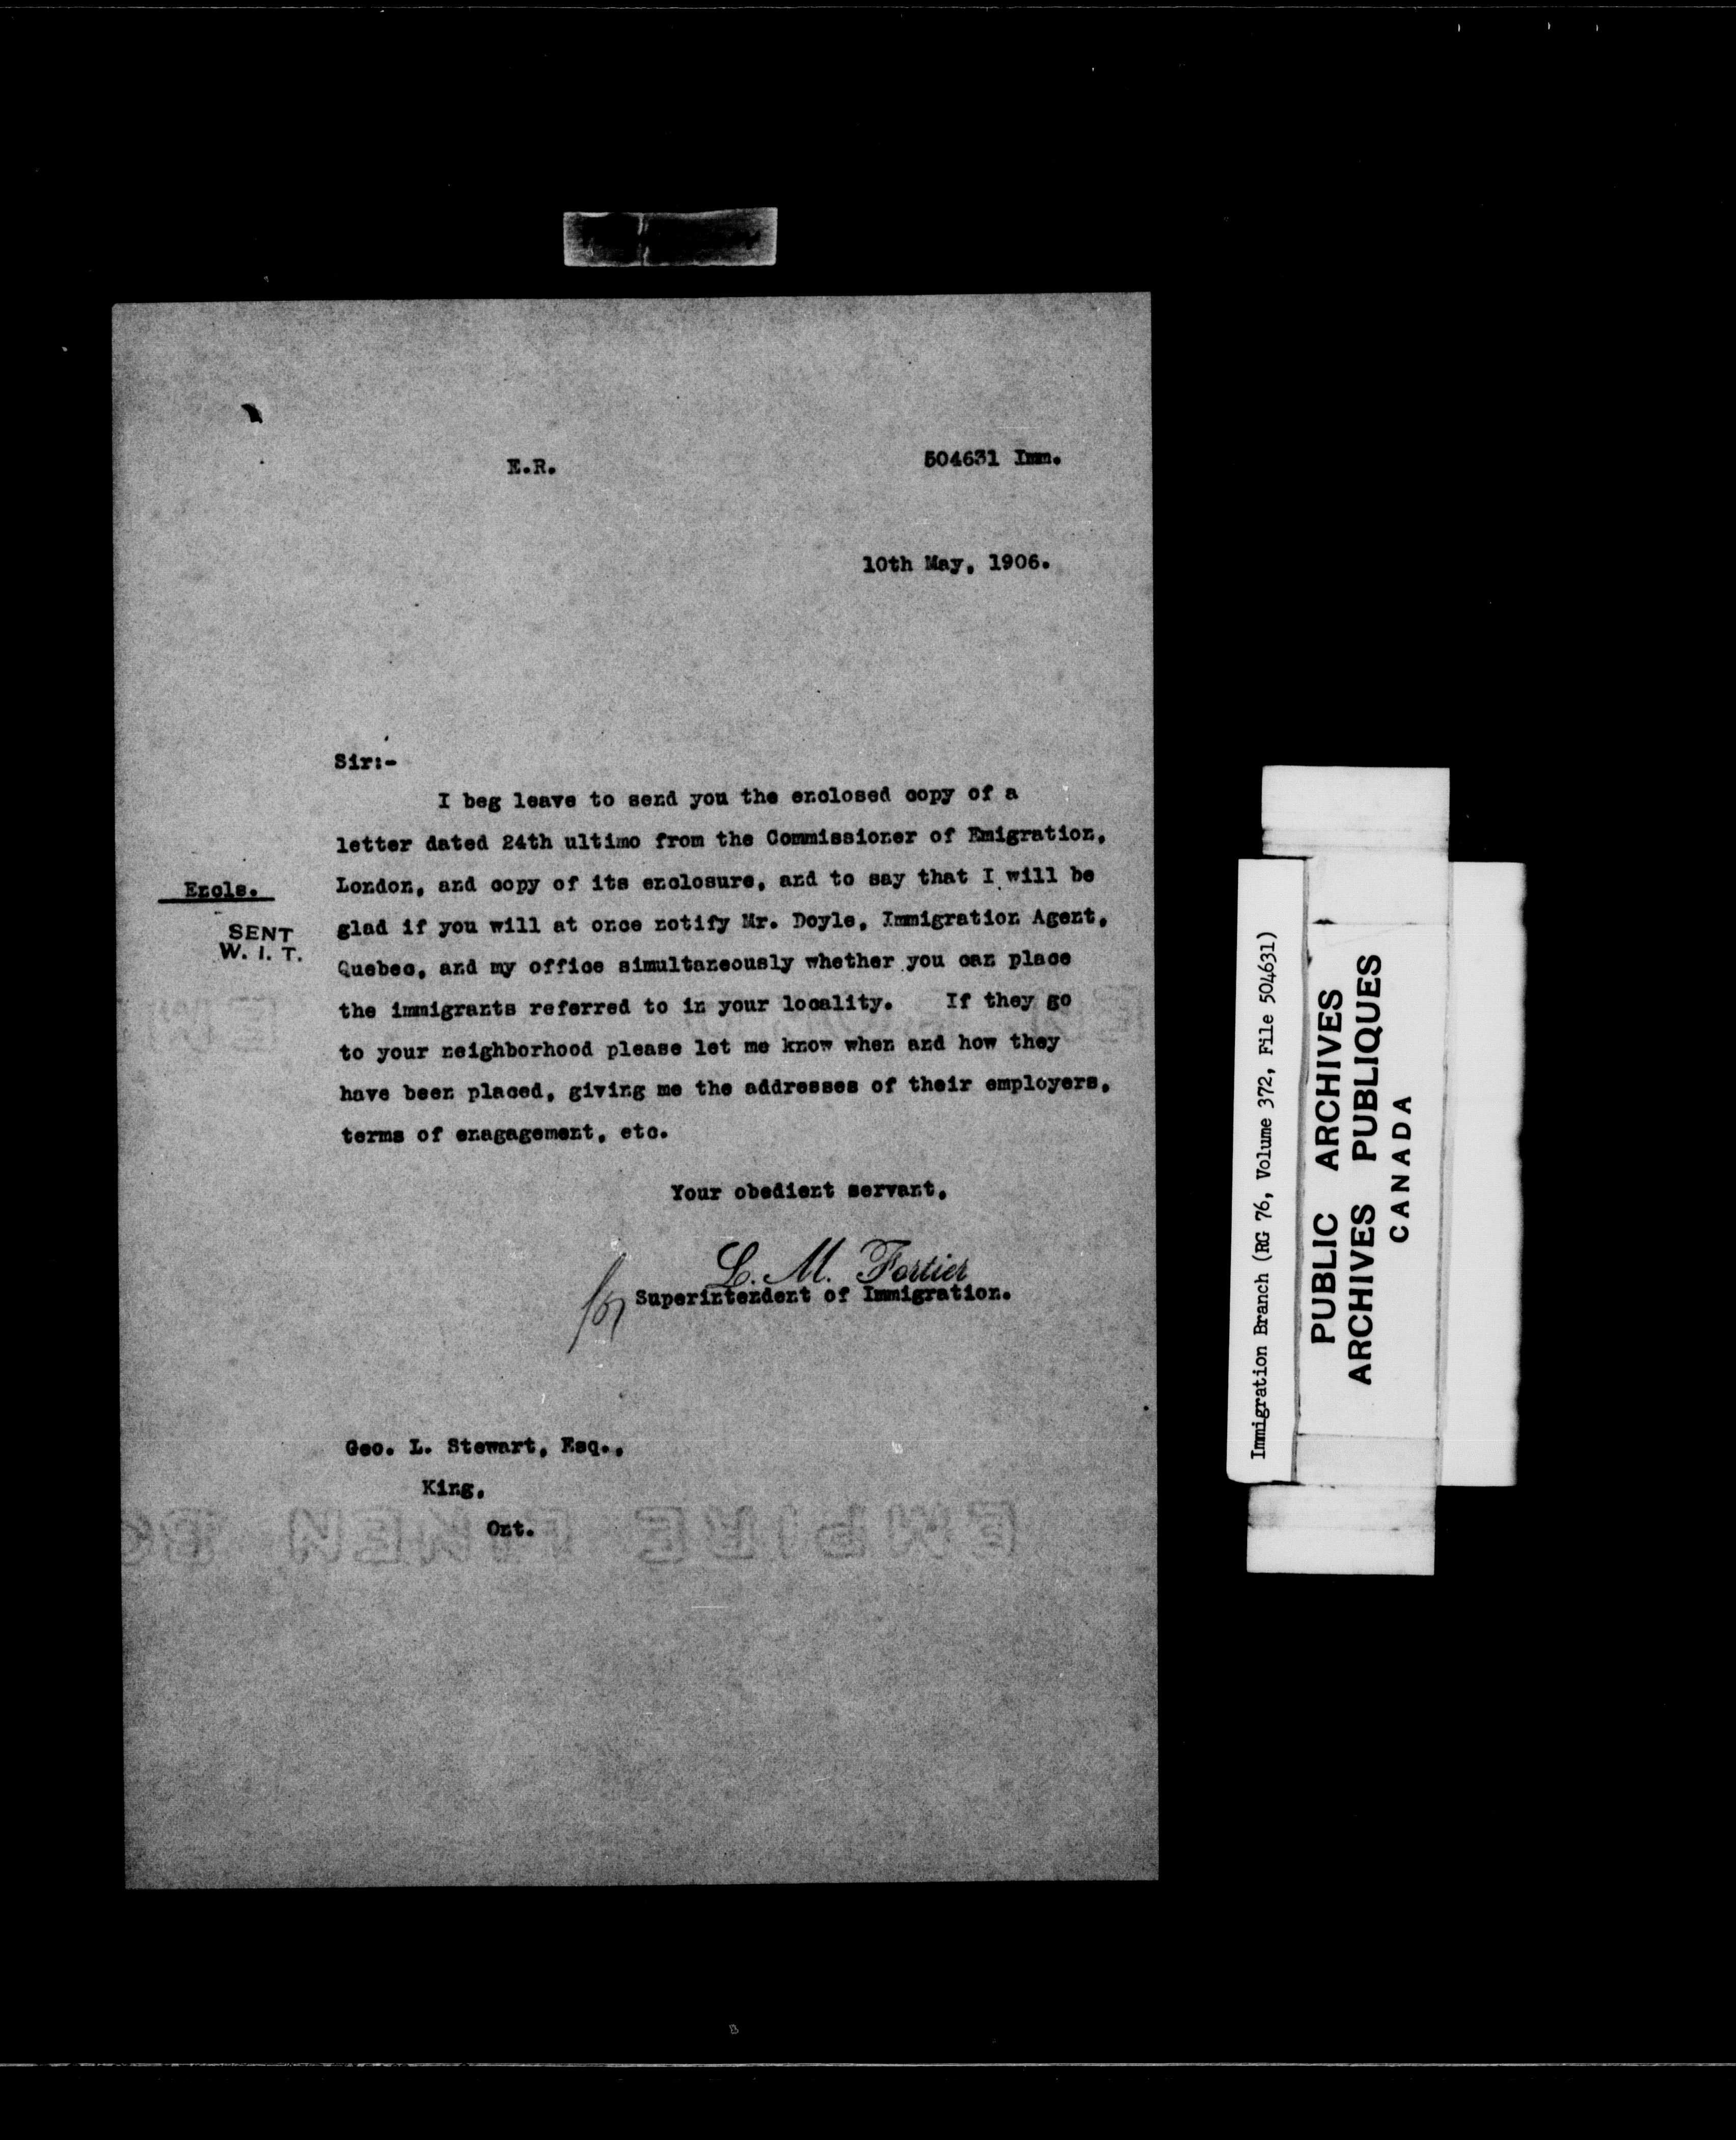 E.R.
504631 Imm.
10th May, 1906.
Sir:-
I beg leave to send you the enclosed copy of a
letter dated 24th ultimo from the Commissioner of Emigration,
London, and copy of its enclosure, and to say that I will be
glad if you will at once notify Mr. Doyle, Immigration Agent,
Quebec, and my office simultaneously whether you can place
the immigrants referred to in your locality. If they go
to your neighborhood please let me know when and how they
have been placed, giving me the addresses of their employers,
terms of enagagement, etc.
Encls.
SENT
W. I. T.
Your obedient servant,
L. M. Fortier
for Superintendent of Immigration.
Geo. L. Stewart, Esq.,
King,
Ont.
EMPIRE LINEN BO
Immigration Branch (RG 76, Volume 372, File 504631)
PUBLIC ARCHIVES
ARCHIVES PUBLIQUES
CANADA